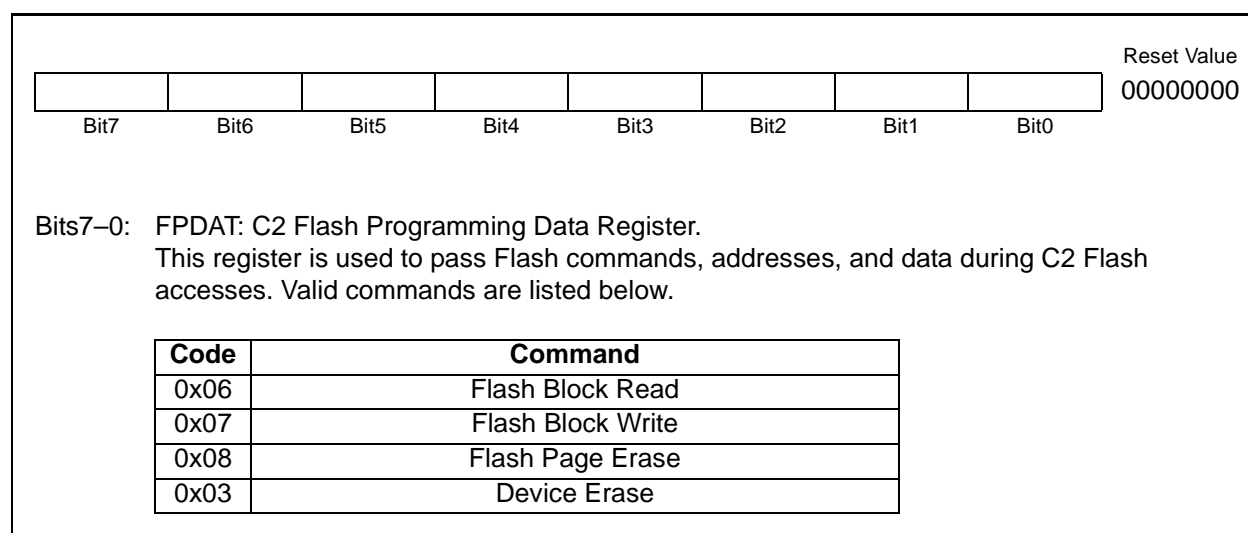 Reset Value
00000000
Bit7 Bit6 Bit5 Bit4 Bit3 Bit2 Bit1 Bit0
Bits7–0: FPDAT: C2 Flash Programming Data Register.
This register is used to pass Flash commands, addresses, and data during C2 Flash
accesses. Valid commands are listed below.
Code Command
0x06 Flash Block Read
0x07 Flash Block Write
0x08 Flash Page Erase
0x03 Device Erase